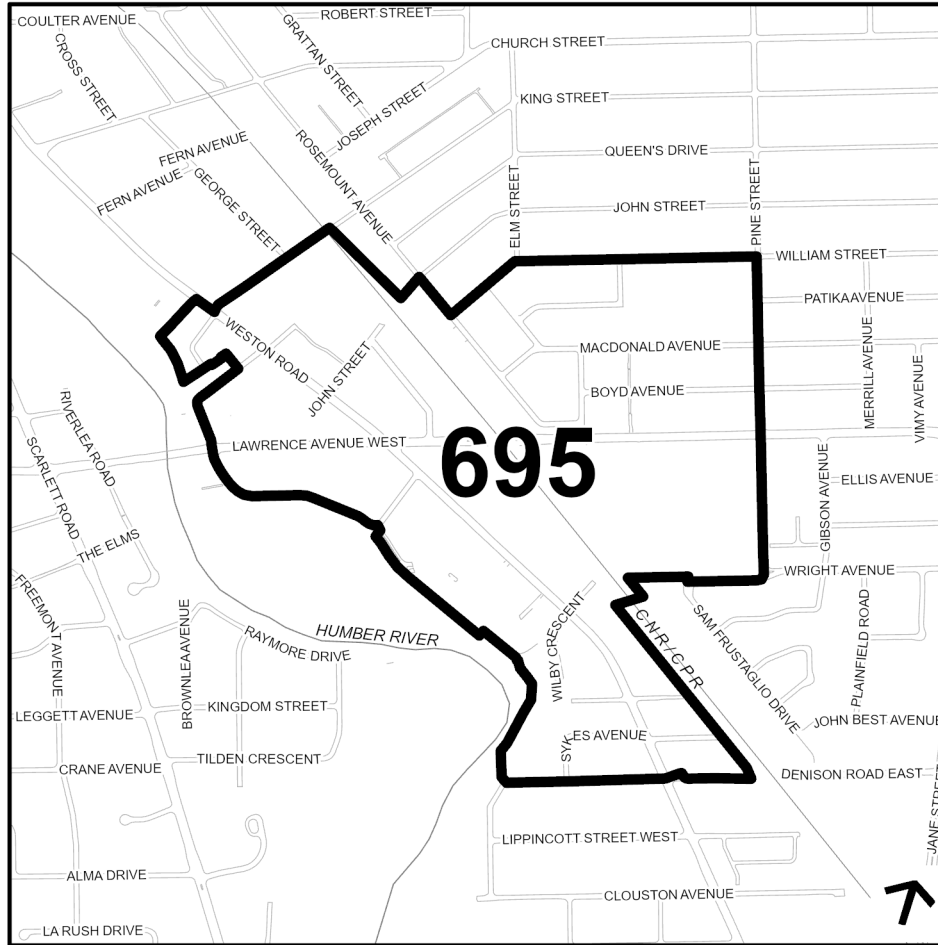 ROBERT STREET
COULTER AVENUE
GRATTAN STREET
CHURCH STREET
CROSS STREET
KING STREET
JOSEPH STREET
ROSEMOUNT AVENUE
FERN AVENUE
QUEEN'S DRIVE
FERN AVENUE
GEORGE STREET
ELM STREET
JOHN STREET
PINE STREET
WILLIAM STREET
PATIKA AVENUE
WESTON ROAD
MACDONALD AVENUE
JOHN STREET
BOYD AVENUE
MERRILL AVENUE
VIMY AVENUE
RIVERLEA ROAD
LAWRENCE AVENUE WEST
695
SCARLETT ROAD
GIBSON AVENUE
ELLIS AVENUE
THE ELMS
WRIGHT AVENUE
FREEMONT AVENUE
BROWNLEA AVENUE
RAYMORE DRIVE
HUMBER RIVER
WILBY CRESCENT
CNR/CPR
SAM FRUSTAGLIO DRIVE
PLAINFIELD ROAD
LEGGETT AVENUE
KINGDOM STREET
JOHN BEST AVENUE
SYKES AVENUE
CRANE AVENUE
TILDEN CRESCENT
DENISON ROAD EAST
JANE STREET
LIPPINCOTT STREET WEST
ALMA DRIVE
CLOUSTON AVENUE
LA RUSH DRIVE